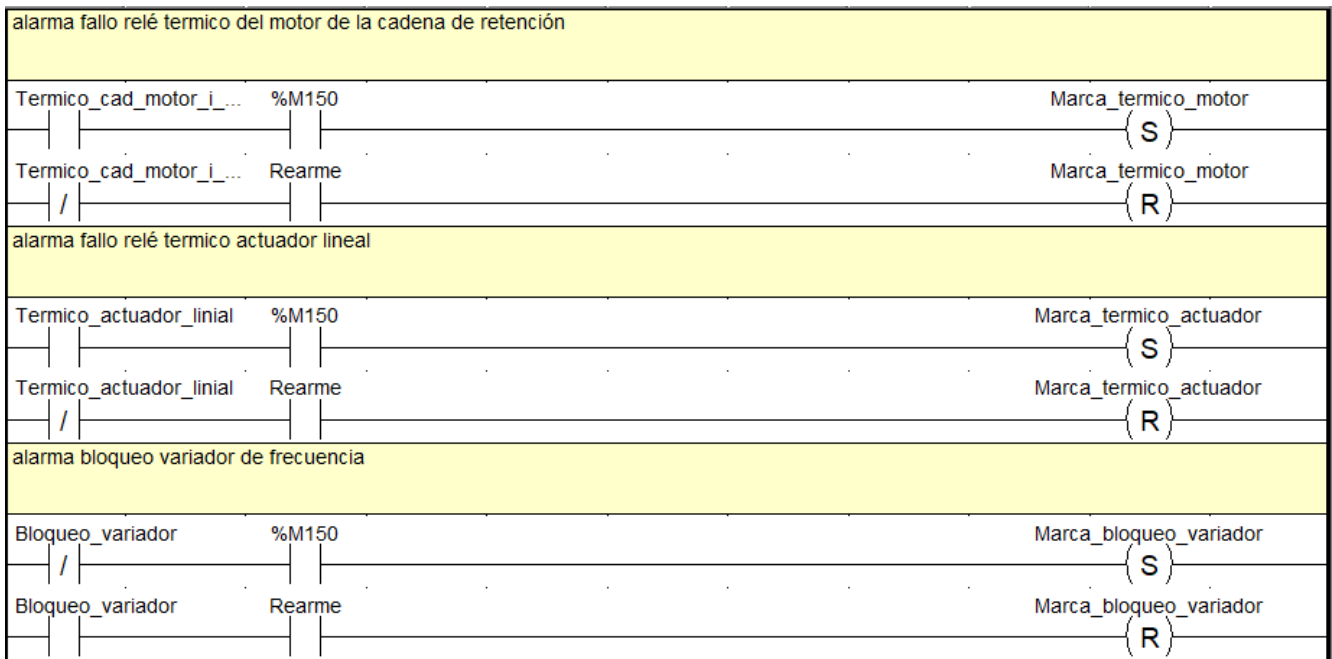 alarma fallo relé termico del motor de la cadena de retención
Termico_cad_motor_i_... %M150 Marca_termico_motor
S
Termico_cad_motor_i_... Rearme Marca_termico_motor
/ R
alarma fallo relé termico actuador lineal
Termico_actuador_linial %M150 Marca_termico_actuador
S
Termico_actuador_linial Rearme Marca_termico_actuador
/ R
alarma bloqueo variador de frecuencia
Bloqueo_variador %M150 Marca_bloqueo_variador
/ S
Bloqueo_variador Rearme Marca_bloqueo_variador
R